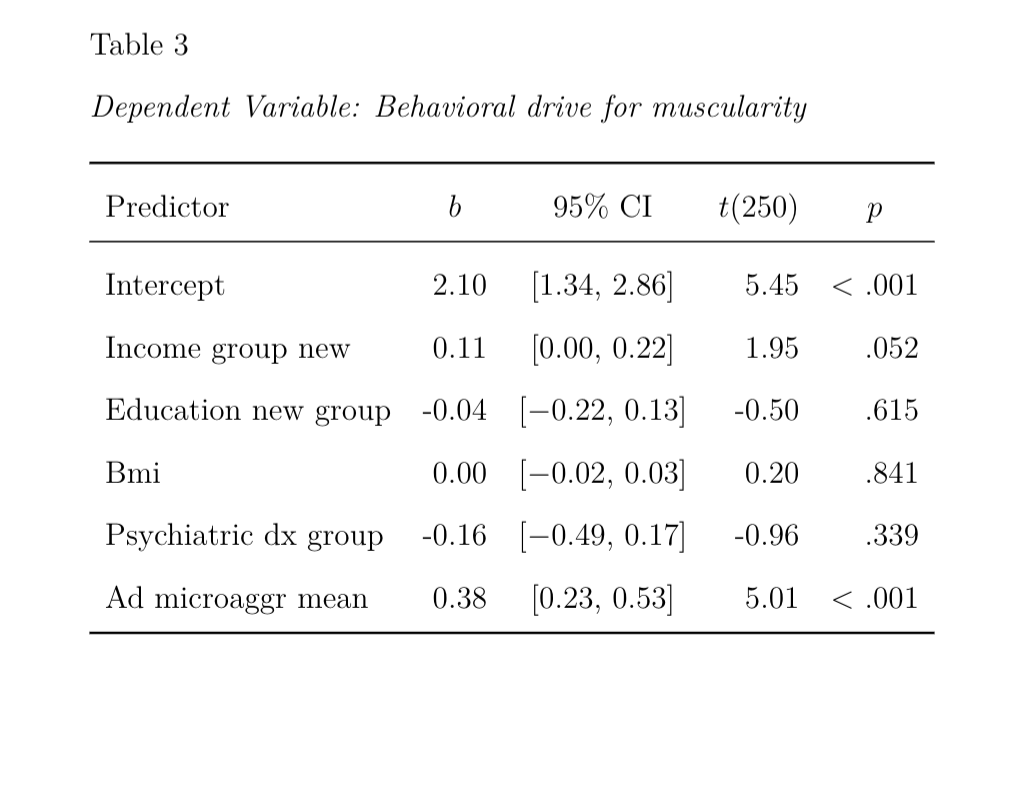 Table 3
Dependent Variable: Behavioral drive for muscularity
Predictor b 95% CI t(250) p
Intercept 2.10 [1.34, 2.86] 5.45 < .001
Income group new 0.11 [0.00, 0.22] 1.95 .052
Education new group -0.04 [−0.22, 0.13] -0.50 .615
Bmi 0.00 [−0.02, 0.03] 0.20 .841
Psychiatric dx group -0.16 [−0.49, 0.17] -0.96 .339
Ad microaggr mean 0.38 [0.23, 0.53] 5.01 < .001